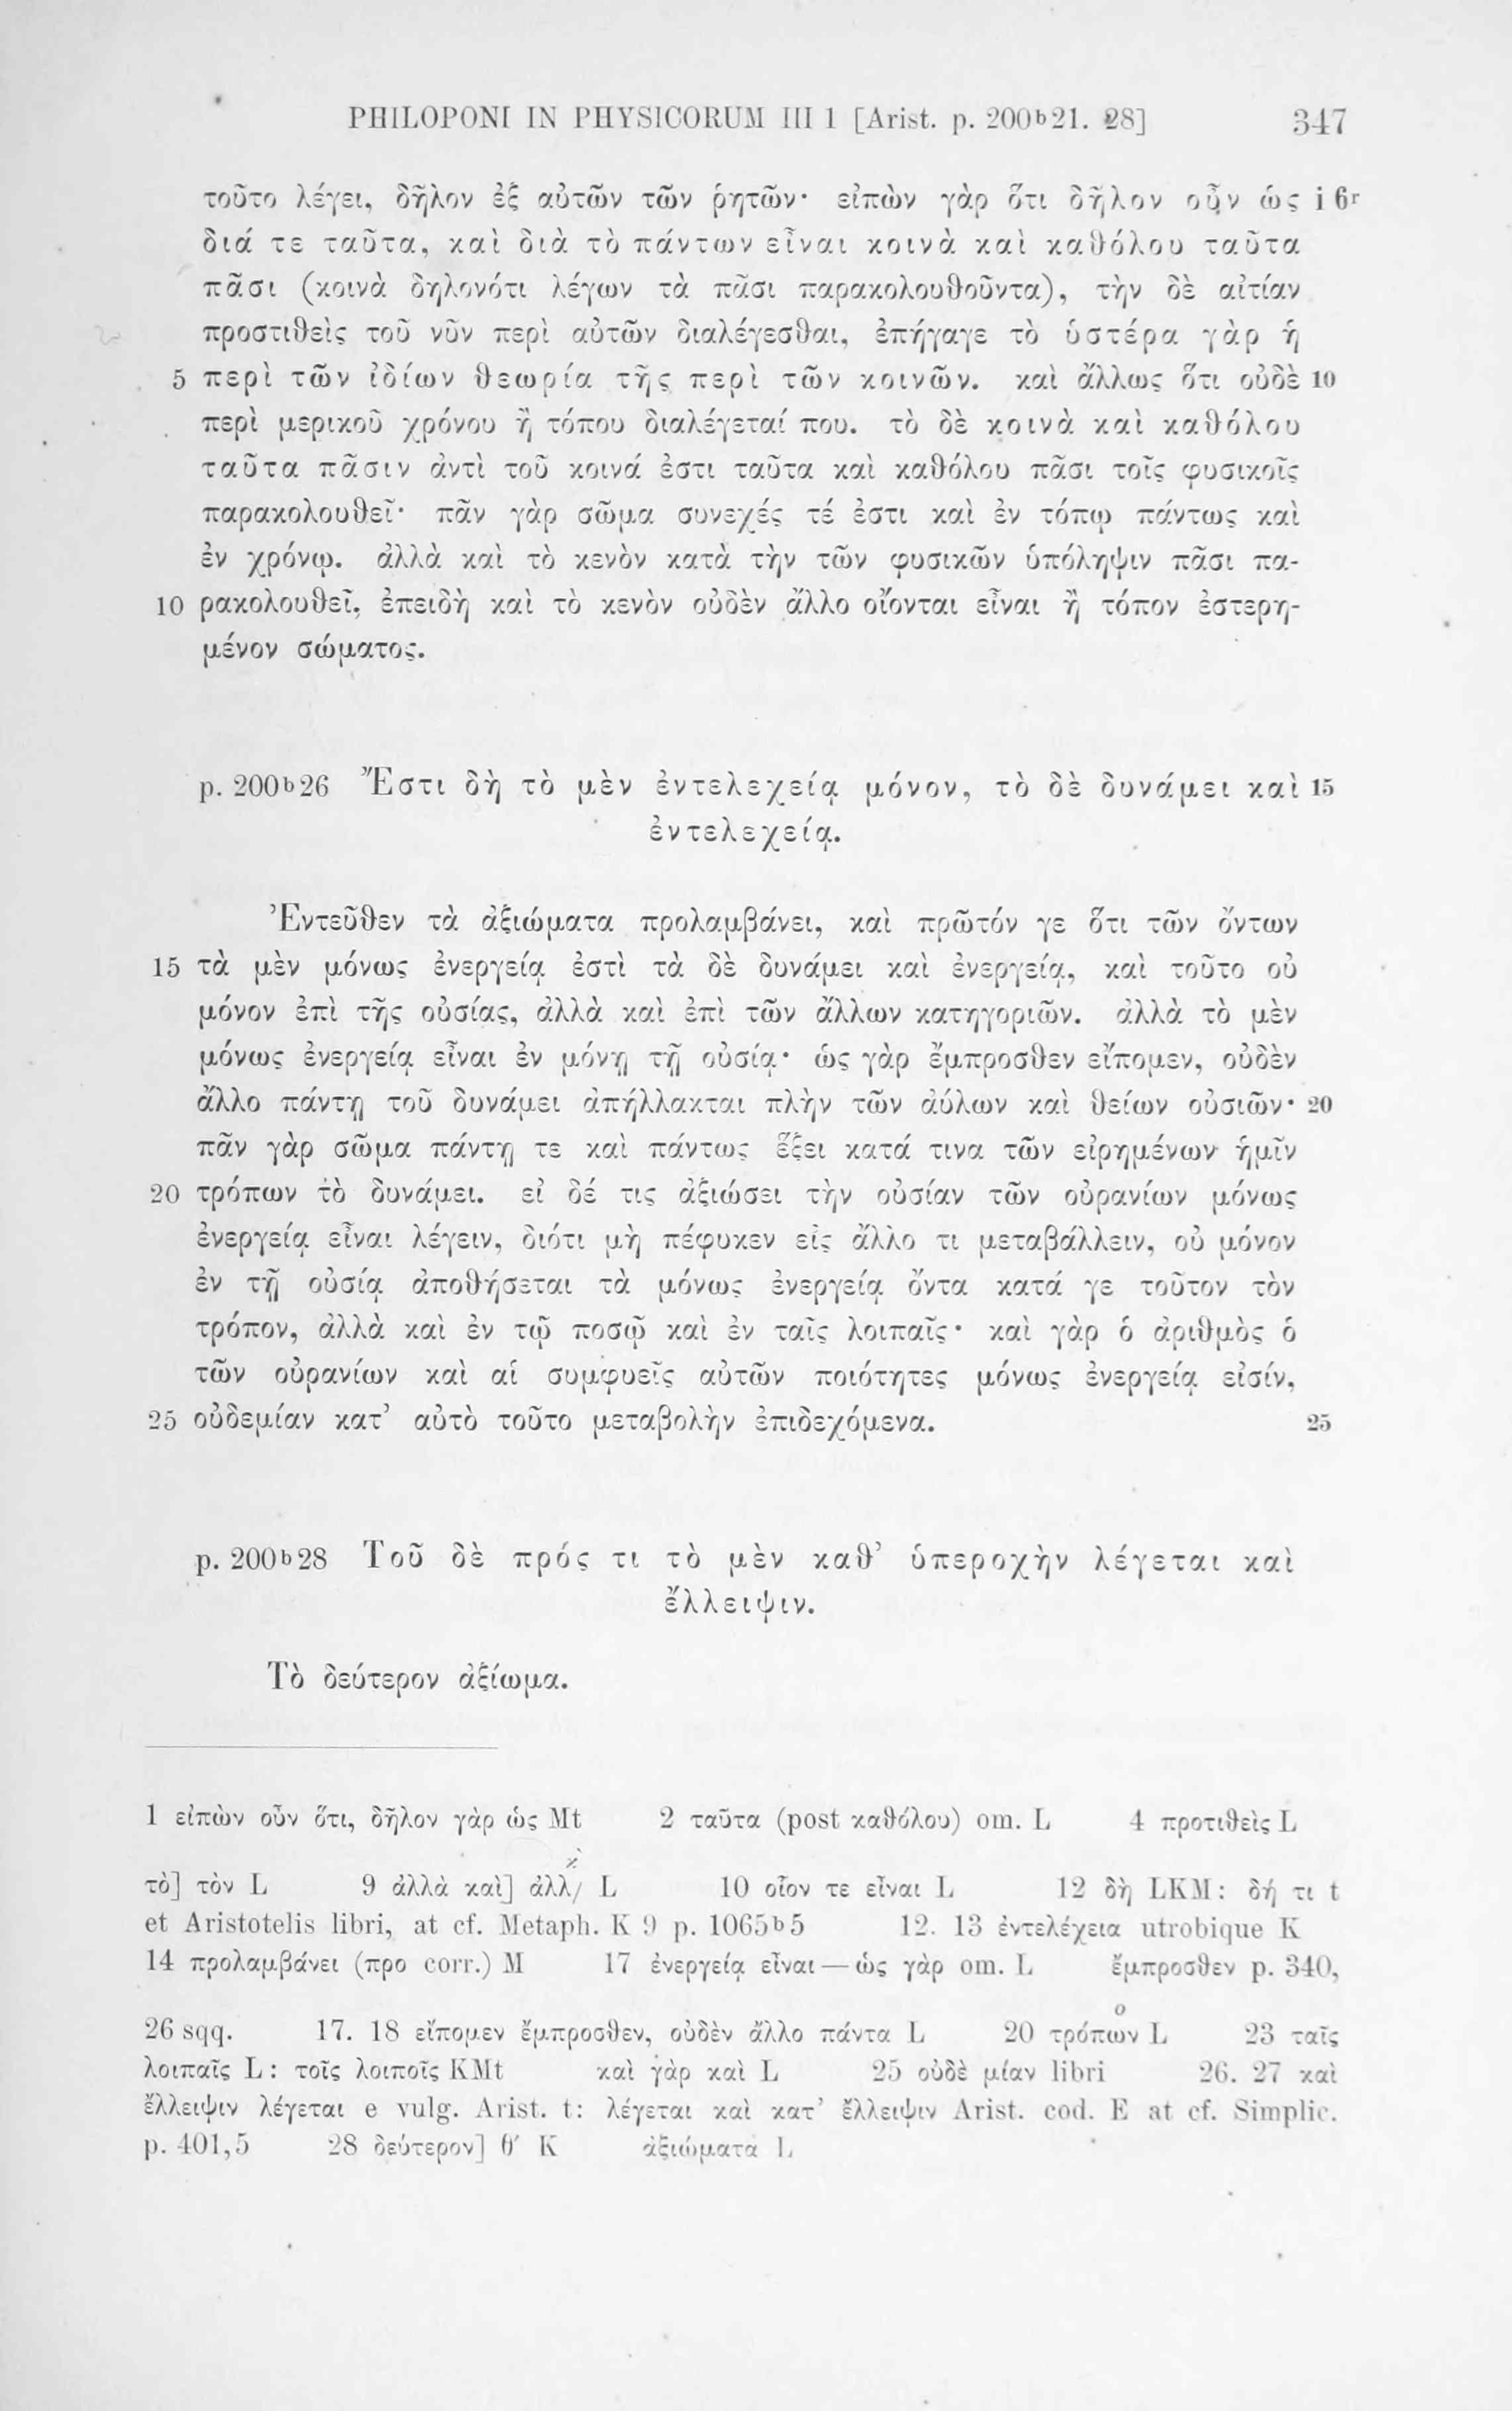 PHILOPONI IN PHYSICORUM III 1 [Arist. p. 200ᵇ21. 28] 347
τοῦτο λέγει, δῆλον ἐξ αὐτῶν τῶν ῥητῶν· εἰπὼν γὰρ ὅτι δῆλον οὖν ὡς i 6ʳ
διά τε ταῦτα, καὶ διὰ τὸ πάντων εἶναι κοινὰ καὶ καθόλου ταῦτα
πᾶσι (κοινὰ δηλονότι λέγων τὰ πᾶσι παρακολουθοῦντα), τὴν δὲ αἰτίαν
προστιθεὶς τοῦ νῦν περὶ αὐτῶν διαλέγεσθαι, ἐπήγαγε τὸ ὑστέρα γὰρ ἡ
5 περὶ τῶν ἰδίων θεωρία τῆς περὶ τῶν κοινῶν. καὶ ἄλλως ὅτι οὐδὲ 10
περὶ μερικοῦ χρόνου ἢ τόπου διαλέγεταί που. τὸ δὲ κοινὰ καὶ καθόλου
ταῦτα πᾶσιν ἀντὶ τοῦ κοινά ἐστι ταῦτα καὶ καθόλου πᾶσι τοῖς φυσικοῖς
παρακολουθεῖ· πᾶν γὰρ σῶμα συνεχές τέ ἐστι καὶ ἐν τόπῳ πάντως καὶ
ἐν χρόνῳ. ἀλλὰ καὶ τὸ κενὸν κατὰ τὴν τῶν φυσικῶν ὑπόληψιν πᾶσι πα-
10 ρακολουθεῖ, ἐπειδὴ καὶ τὸ κενὸν οὐδὲν ἄλλο οἴονται εἶναι ἢ τόπον ἐστερη-
μένον σώματος.
p. 200ᵇ26 Ἔστι δὴ τὸ μὲν ἐντελεχείᾳ μόνον, τὸ δὲ δυνάμει καὶ 15
ἐντελεχείᾳ.
Ἐντεῦθεν τὰ ἀξιώματα προλαμβάνει, καὶ πρῶτόν γε ὅτι τῶν ὄντων
15 τὰ μὲν μόνως ἐνεργείᾳ ἐστὶ τὰ δὲ δυνάμει καὶ ἐνεργείᾳ, καὶ τοῦτο οὐ
μόνον ἐπὶ τῆς οὐσίας, ἀλλὰ καὶ ἐπὶ τῶν ἄλλων κατηγοριῶν. ἀλλὰ τὸ μὲν
μόνως ἐνεργείᾳ εἶναι ἐν μόνῃ τῇ οὐσίᾳ· ὡς γὰρ ἔμπροσθεν εἴπομεν, οὐδὲν
ἄλλο πάντῃ τοῦ δυνάμει ἀπήλλακται πλὴν τῶν ἀύλων καὶ θείων οὐσιῶν· 20
πᾶν γὰρ σῶμα πάντῃ τε καὶ πάντως ἕξει κατά τινα τῶν εἰρημένων ἡμῖν
20 τρόπων τὸ δυνάμει. εἰ δέ τις ἀξιώσει τὴν οὐσίαν τῶν οὐρανίων μόνως
ἐνεργείᾳ εἶναι λέγειν, διότι μὴ πέφυκεν εἰς ἄλλο τι μεταβάλλειν, οὐ μόνον
ἐν τῇ οὐσίᾳ ἀποθήσεται τὰ μόνως ἐνεργείᾳ ὄντα κατά γε τοῦτον τὸν
τρόπον, ἀλλὰ καὶ ἐν τῷ ποσῷ καὶ ἐν ταῖς λοιπαῖς· καὶ γὰρ ὁ ἀριθμὸς ὁ
τῶν οὐρανίων καὶ αἱ συμφυεῖς αὐτῶν ποιότητες μόνως ἐνεργείᾳ εἰσίν,
25 οὐδεμίαν κατ’ αὐτὸ τοῦτο μεταβολὴν ἐπιδεχόμενα. 25
p. 200ᵇ28 Τοῦ δὲ πρός τι τὸ μὲν καθ’ ὑπεροχὴν λέγεται καὶ
ἔλλειψιν.
Τὸ δεύτερον ἀξίωμα.
1 εἰπὼν οὖν ὅτι, δῆλον γὰρ ὡς Mt 2 ταῦτα (post καθόλου) om. L 4 προτιθεὶς L
τὸ] τὸν L 9 ἀλλὰ καὶ] ἀλλ/ L 10 οἷον τε εἶναι L 12 δὴ LKM: δή τι t
et Aristotelis libri, at cf. Metaph. K 9 p. 1065ᵇ5 12. 13 ἐντελέχεια utrobique K
14 προλαμβάνει (προ corr.) M 17 ἐνεργείᾳ εἶναι — ὡς γὰρ om. L ἔμπροσθεν p. 340,
26 sqq. 17. 18 εἴπομεν ἔμπροσθεν, οὐδὲν ἄλλο πάντα L 20 τρόπων L 23 ταῖς
λοιπαῖς L: τοῖς λοιποῖς KMt καὶ γὰρ καὶ L 25 οὐδὲ μίαν libri 26. 27 καὶ
ἔλλειψιν λέγεται e vulg. Arist. t: λέγεται καὶ κατ’ ἔλλειψιν Arist. cod. E at cf. Simplic.
p. 401,5 28 δεύτερον] θ′ K ἀξιώματα L